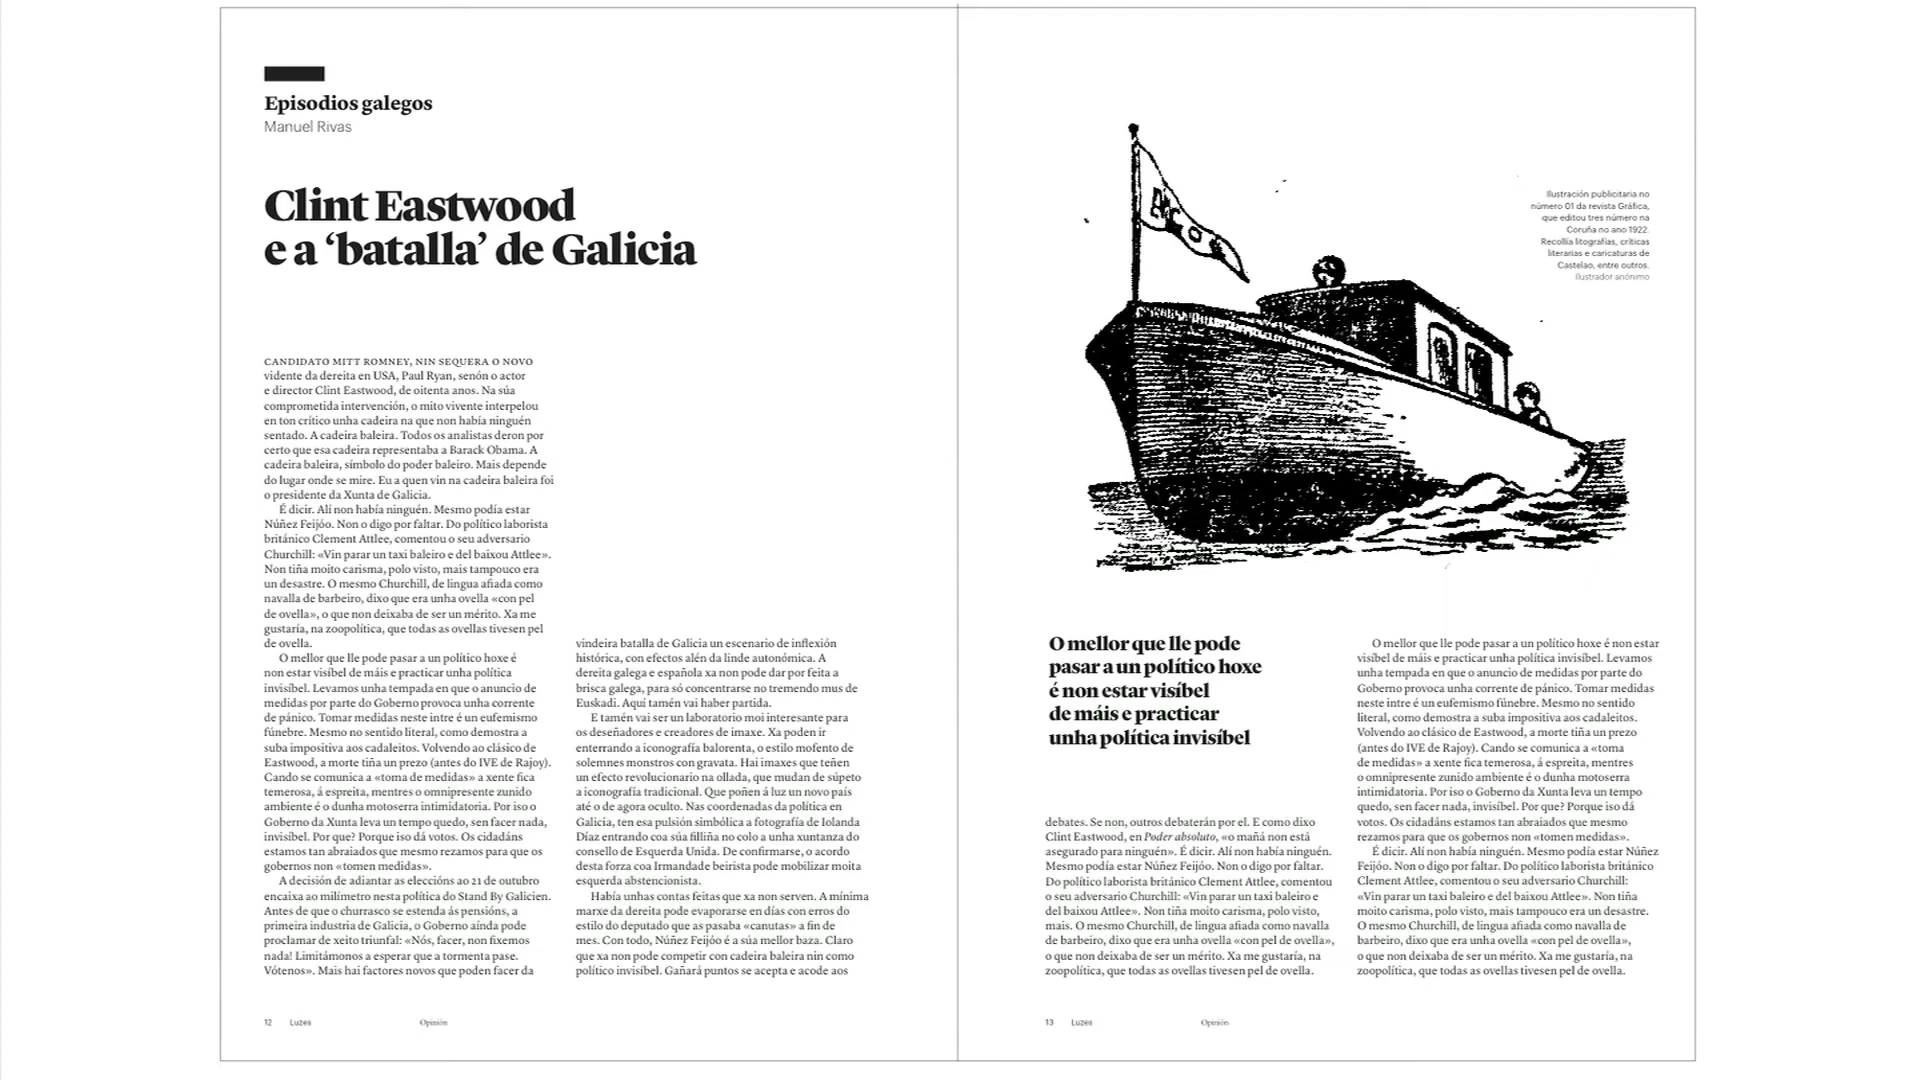 Episodios galegos
Manuel Rivas
Clint Eastwood
e a ‘batalla’ de Galicia
CANDIDATO MITT ROMNEY, NIN SEQUERA O NOVO
vidente da dereita en USA, Paul Ryan, senón o actor
e director Clint Eastwood, de oitenta anos. Na súa
comprometida intervención, o mito vivente interpelou
en ton crítico unha cadeira na que non había ninguén
sentado. A cadeira baleira. Todos os analistas deron por
certo que esa cadeira representaba a Barack Obama. A
cadeira baleira, símbolo do poder baleiro. Mais depende
do lugar onde se mire. Eu a quen vin na cadeira baleira foi
o presidente da Xunta de Galicia.
É dicir. Alí non había ninguén. Mesmo podía estar
Núñez Feijóo. Non o digo por faltar. Do político laborista
británico Clement Attlee, comentou o seu adversario
Churchill: «Vin parar un taxi baleiro e del baixou Attlee».
Non tiña moito carisma, polo visto, mais tampouco era
un desastre. O mesmo Churchill, de lingua afiada como
navalla de barbeiro, dixo que era unha ovella «con pel
de ovella», o que non deixaba de ser un mérito. Xa me
gustaría, na zoopolítica, que todas as ovellas tivesen pel
de ovella.
O mellor que lle pode pasar a un político hoxe é
non estar visíbel de máis e practicar unha política
invisíbel. Levamos unha tempada en que o anuncio de
medidas por parte do Goberno provoca unha corrente
de pánico. Tomar medidas neste intre é un eufemismo
fúnebre. Mesmo no sentido literal, como demostra a
suba impositiva aos cadaleitos. Volvendo ao clásico de
Eastwood, a morte tiña un prezo (antes do IVE de Rajoy).
Cando se comunica a «toma de medidas» a xente fica
temerosa, á espreita, mentres o omnipresente zunido
ambiente é o dunha motoserra intimidatoria. Por iso o
Goberno da Xunta leva un tempo quedo, sen facer nada,
invisíbel. Por que? Porque iso dá votos. Os cidadáns
estamos tan abraiados que mesmo rezamos para que os
gobernos non «tomen medidas».
A decisión de adiantar as eleccións ao 21 de outubro
encaixa ao milímetro nesta política do Stand By Galicien.
Antes de que o churrasco se estenda ás pensións, a
primeira industria de Galicia, o Goberno aínda pode
proclamar de xeito triunfal: «Nós, facer, non fixemos
nada! Limitámonos a esperar que a tormenta pase.
Vótenos». Mais hai factores novos que poden facer da
vindeira batalla de Galicia un escenario de inflexión
histórica, con efectos alén da linde autonómica. A
dereita galega e española xa non pode dar por feita a
brisca galega, para só concentrarse no tremendo mus de
Euskadi. Aquí tamén vai haber partida.
E tamén vai ser un laboratorio moi interesante para
os deseñadores e creadores de imaxe. Xa poden ir
enterrando a iconografía balorenta, o estilo mofento de
solemnes monstros con gravata. Hai imaxes que teñen
un efecto revolucionario na ollada, que mudan de súpeto
a iconografía tradicional. Que poñen á luz un novo país
até o de agora oculto. Nas coordenadas da política en
Galicia, ten esa pulsión simbólica a fotografía de Iolanda
Díaz entrando coa súa filliña no colo a unha xuntanza do
consello de Esquerda Unida. De confirmarse, o acordo
desta forza coa Irmandade beirista pode mobilizar moita
esquerda abstencionista.
Había unhas contas feitas que xa non serven. A mínima
marxe da dereita pode evaporarse en días con erros do
estilo do deputado que as pasaba «canutas» a fin de
mes. Con todo, Núñez Feijóo é a súa mellor baza. Claro
que xa non pode competir con cadeira baleira nin como
político invisíbel. Gañará puntos se acepta e acode aos
12 Luzes Opinión
BAC
O
Ilustración publicitaria no
número 01 da revista Gráfica,
que editou tres número na
Coruña no ano 1922.
Recollía litografías, críticas
literarias e caricaturas de
Castelao, entre outros.
Ilustrador anónimo
O mellor que lle pode
pasar a un político hoxe
é non estar visíbel
de máis e practicar
unha política invisíbel
debates. Se non, outros debaterán por el. E como dixo
Clint Eastwood, en Poder absoluto, «o mañá non está
asegurado para ninguén». É dicir. Alí non había ninguén.
Mesmo podía estar Núñez Feijóo. Non o digo por faltar.
Do político laborista británico Clement Attlee, comentou
o seu adversario Churchill: «Vin parar un taxi baleiro e
del baixou Attlee». Non tiña moito carisma, polo visto,
mais. O mesmo Churchill, de lingua afiada como navalla
de barbeiro, dixo que era unha ovella «con pel de ovella»,
o que non deixaba de ser un mérito. Xa me gustaría, na
zoopolítica, que todas as ovellas tivesen pel de ovella.
O mellor que lle pode pasar a un político hoxe é non estar
visíbel de máis e practicar unha política invisíbel. Levamos
unha tempada en que o anuncio de medidas por parte do
Goberno provoca unha corrente de pánico. Tomar medidas
neste intre é un eufemismo fúnebre. Mesmo no sentido
literal, como demostra a suba impositiva aos cadaleitos.
Volvendo ao clásico de Eastwood, a morte tiña un prezo
(antes do IVE de Rajoy). Cando se comunica a «toma
de medidas» a xente fica temerosa, á espreita, mentres
o omnipresente zunido ambiente é o dunha motoserra
intimidatoria. Por iso o Goberno da Xunta leva un tempo
quedo, sen facer nada, invisíbel. Por que? Porque iso dá
votos. Os cidadáns estamos tan abraiados que mesmo
rezamos para que os gobernos non «tomen medidas».
É dicir. Alí non había ninguén. Mesmo podía estar Núñez
Feijóo. Non o digo por faltar. Do político laborista británico
Clement Attlee, comentou o seu adversario Churchill:
«Vin parar un taxi baleiro e del baixou Attlee». Non tiña
moito carisma, polo visto, mais tampouco era un desastre.
O mesmo Churchill, de lingua afiada como navalla de
barbeiro, dixo que era unha ovella «con pel de ovella»,
o que non deixaba de ser un mérito. Xa me gustaría, na
zoopolítica, que todas as ovellas tivesen pel de ovella.
13 Luzes Opinión